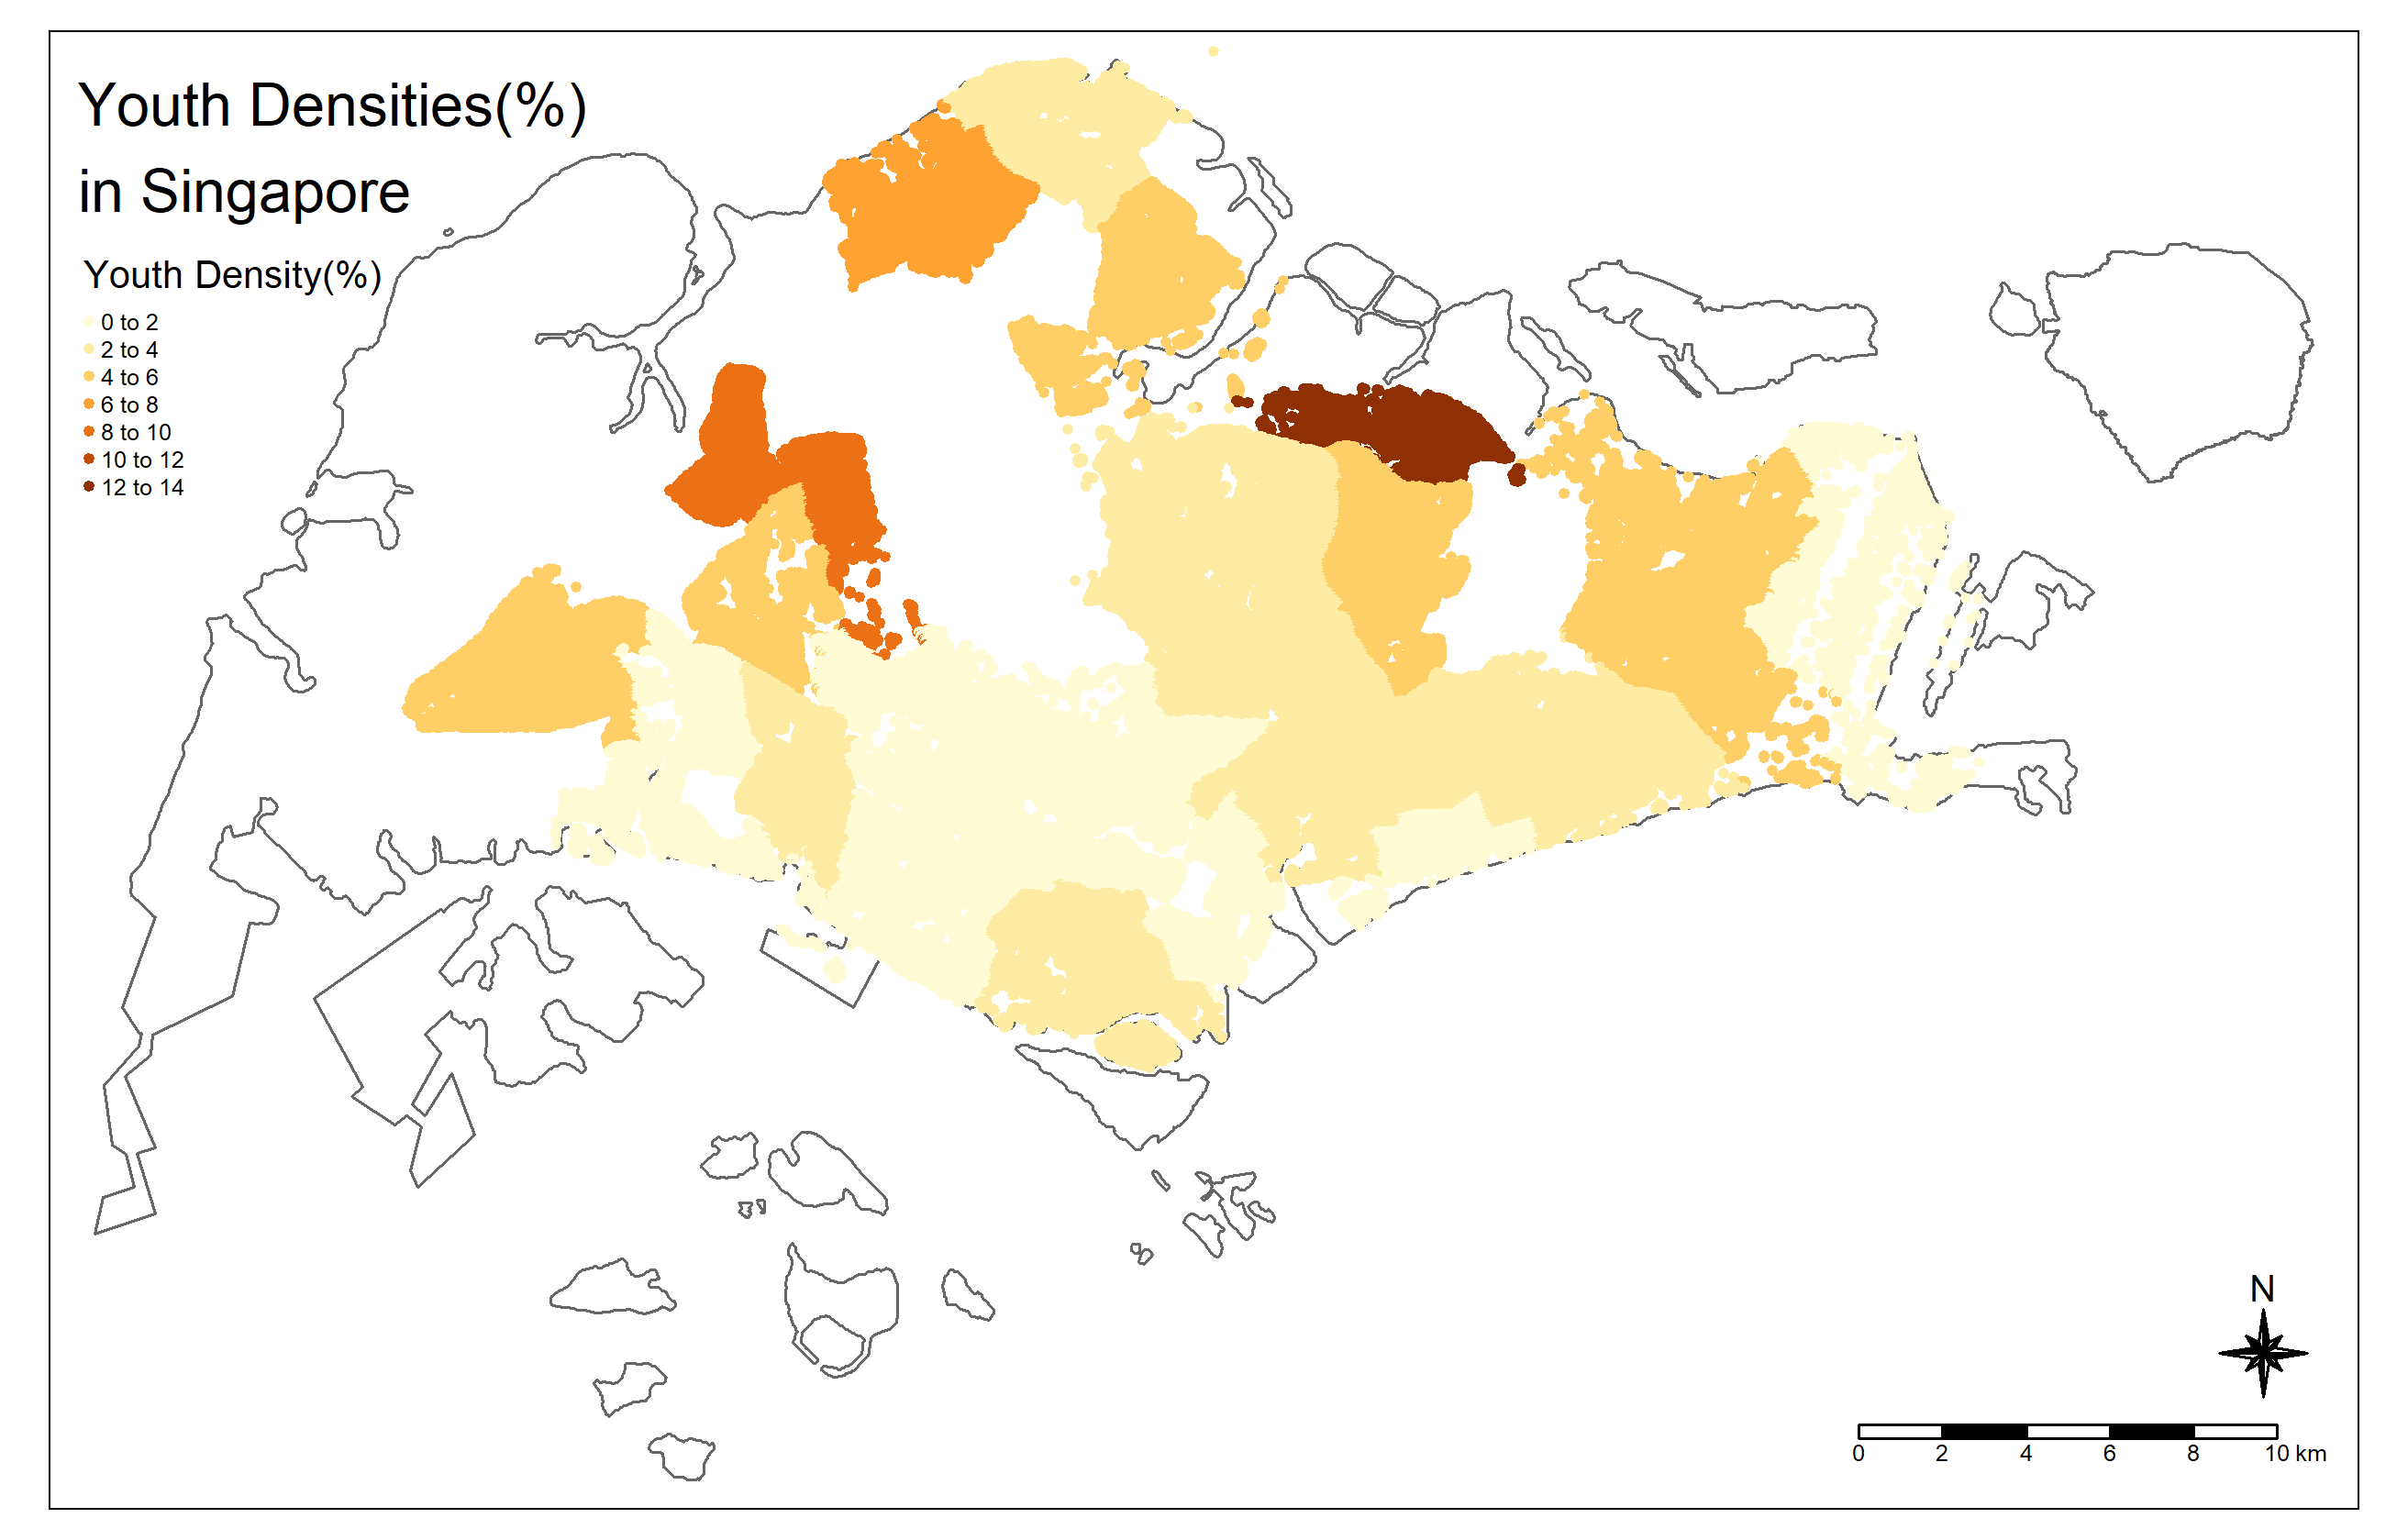 Youth Densities(%)
in Singapore
Youth Density(%)
0 to 2
2 to 4
4 to 6
6 to 8
8 to 10
10 to 12
12 to 14
N
0 2 4 6 8 10 km